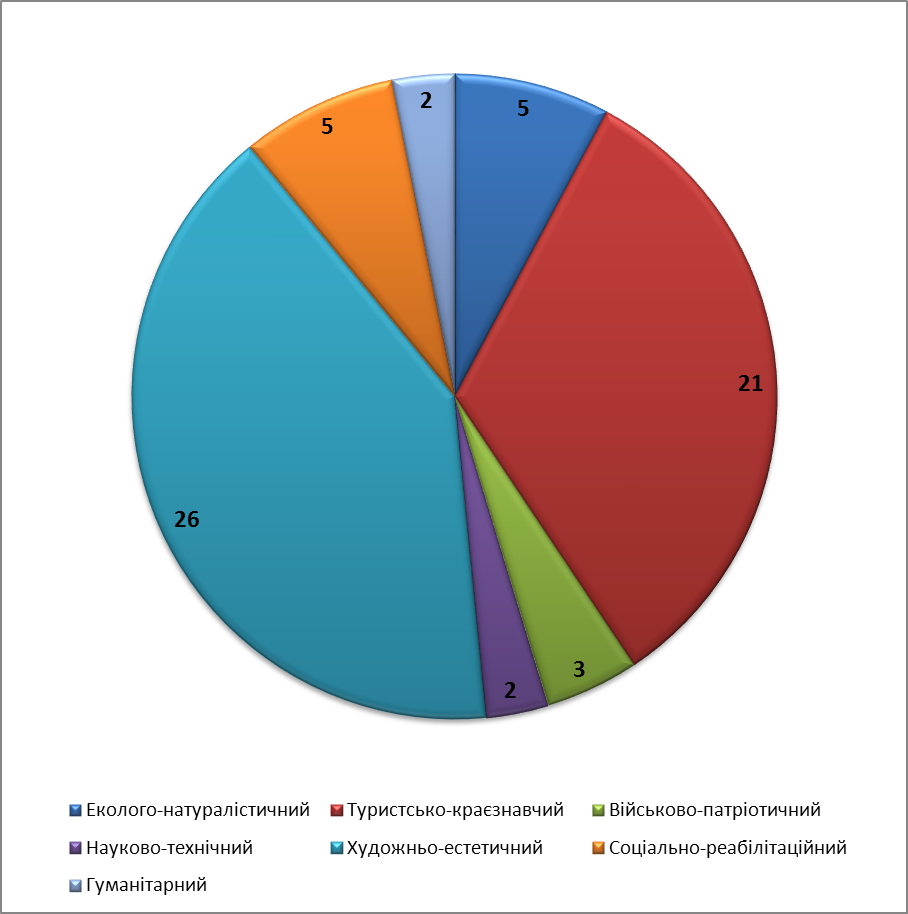 2
5
5
21
26
3
2
Еколого-натуралістичний Туристсько-краєзнавчий Військово-патріотичний
Науково-технічний Художньо-естетичний Соціально-реабілітаційний
Гуманітарний